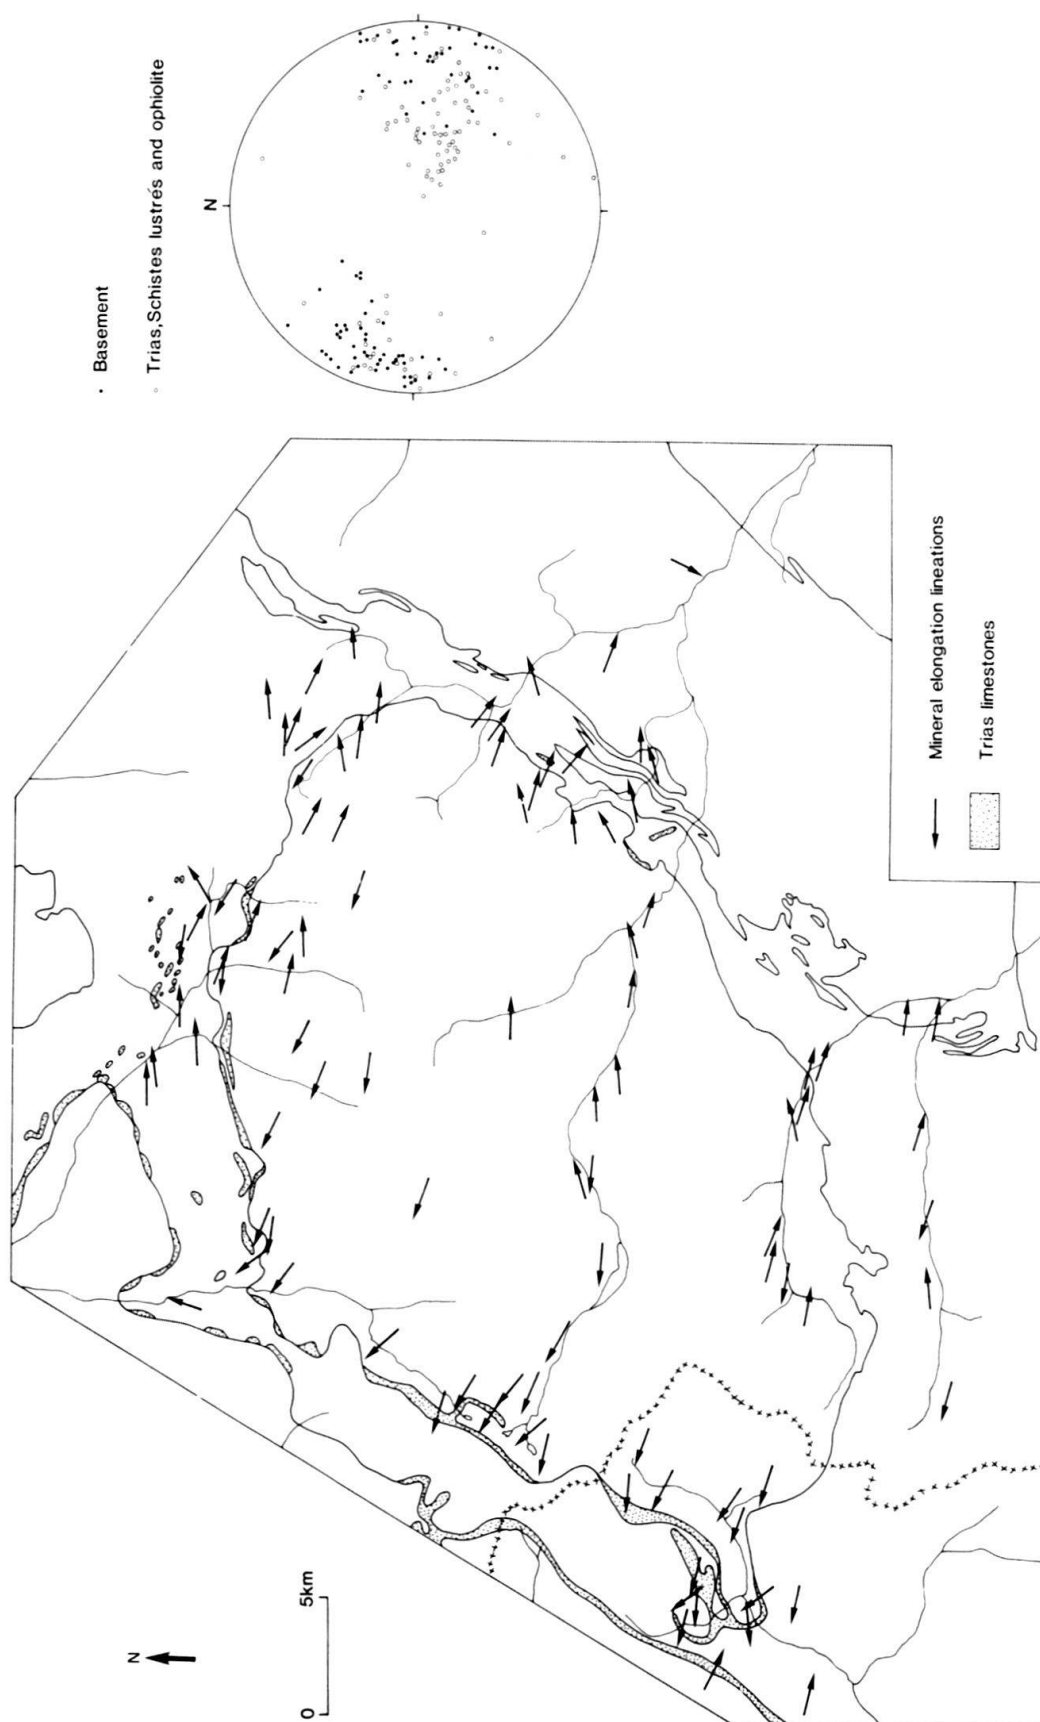 N
0 5km
N
• Basement
○ Trias,Schistes lustrés and ophiolite
Mineral elongation lineations
Trias limestones